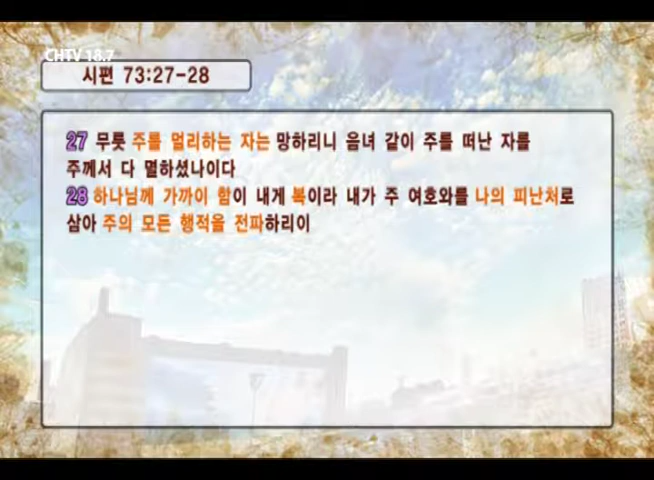 CHTV 18.7
시편 73:27-28
27 무릇 주를 멀리하는 자는 망하리니 음녀 같이 주를 떠난 자를
주께서 다 멸하셨나이다
28 하나님께 가까이 함이 내게 복이라 내가 주 여호와를 나의 피난처로
삼아 주의 모든 행적을 전파하리이